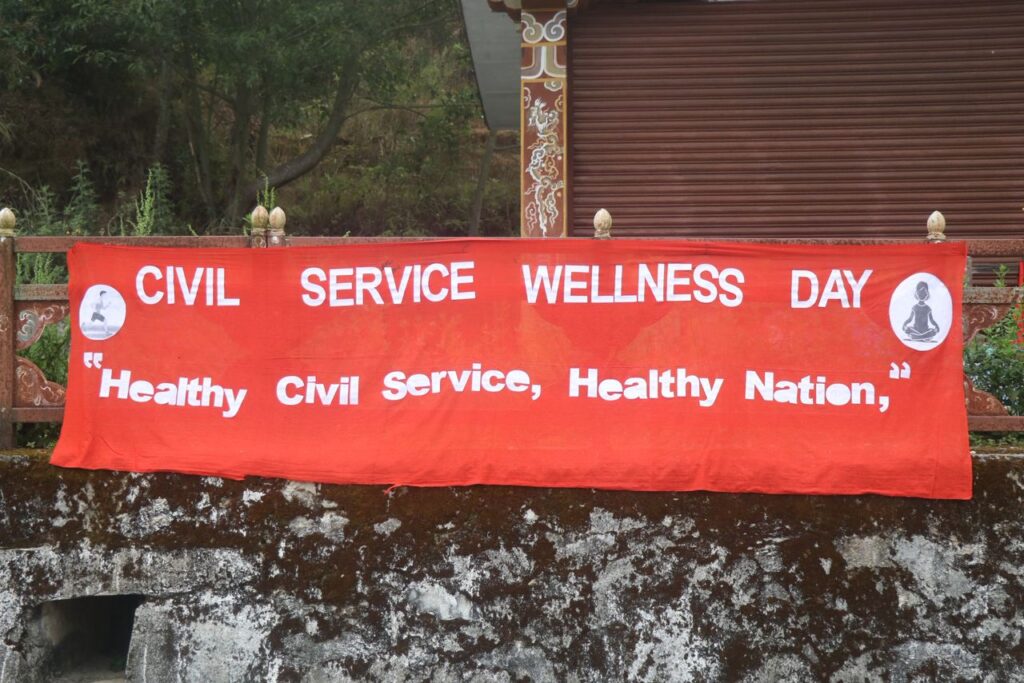 CIVIL SERVICE WELLNESS DAY
"Healthy Civil Service, Healthy Nation,"